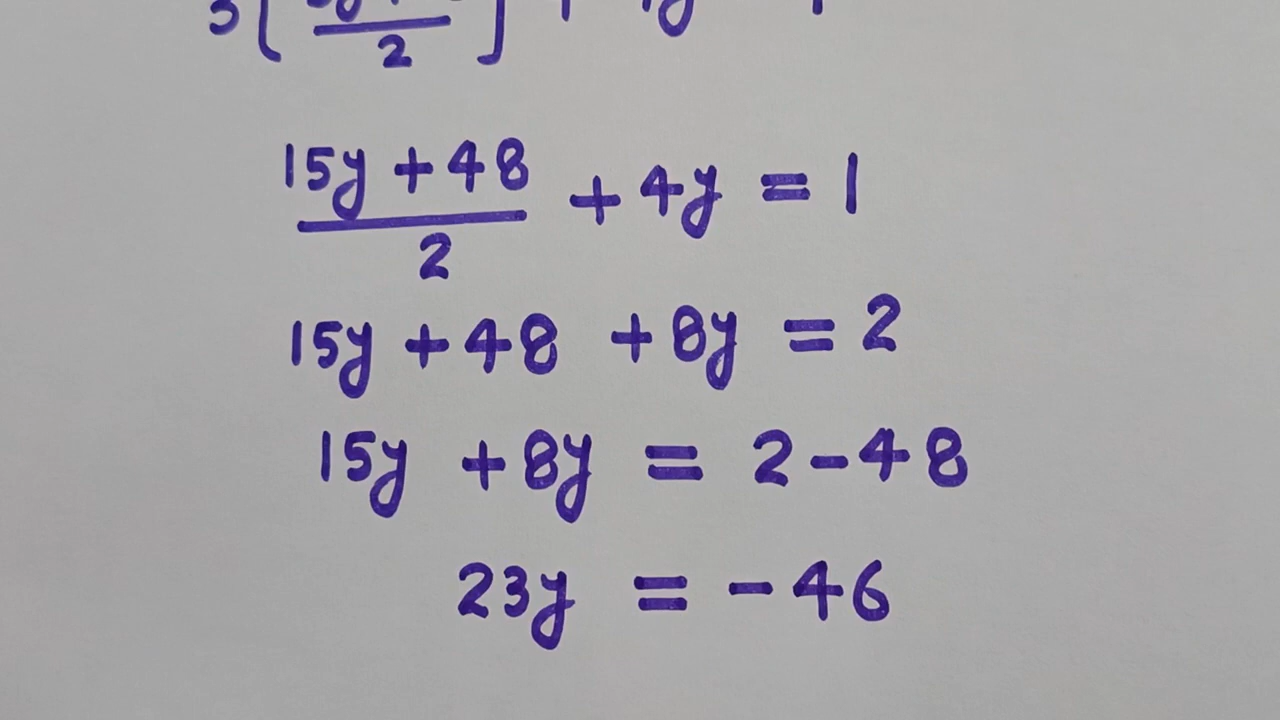 15y + 48 / 2 + 4y = 1
15y + 48 + 8y = 2
15y + 8y = 2 - 48
23y = - 46